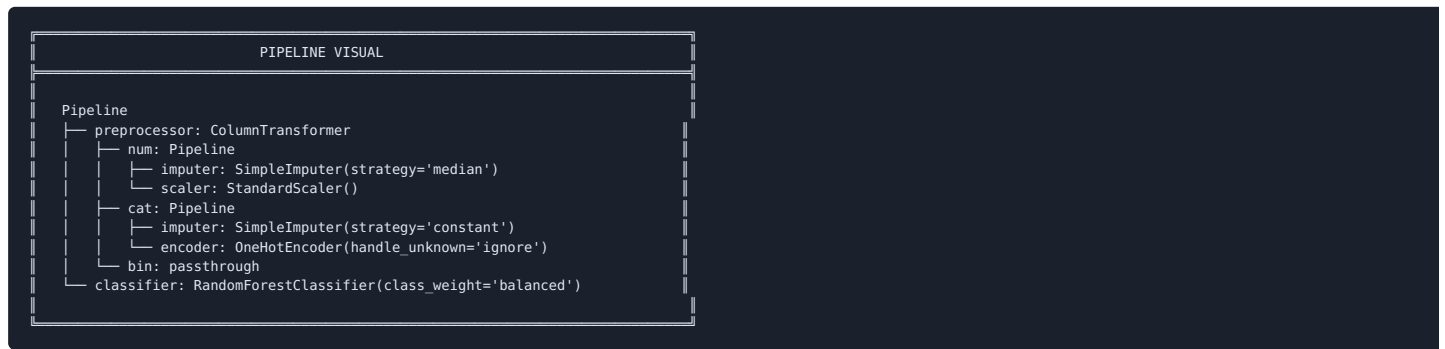 PIPELINE VISUAL
Pipeline
├── preprocessor: ColumnTransformer
│   ├── num: Pipeline
│   │   ├── imputer: SimpleImputer(strategy='median')
│   │   └── scaler: StandardScaler()
│   ├── cat: Pipeline
│   │   ├── imputer: SimpleImputer(strategy='constant')
│   │   └── encoder: OneHotEncoder(handle_unknown='ignore')
│   └── bin: passthrough
└── classifier: RandomForestClassifier(class_weight='balanced')